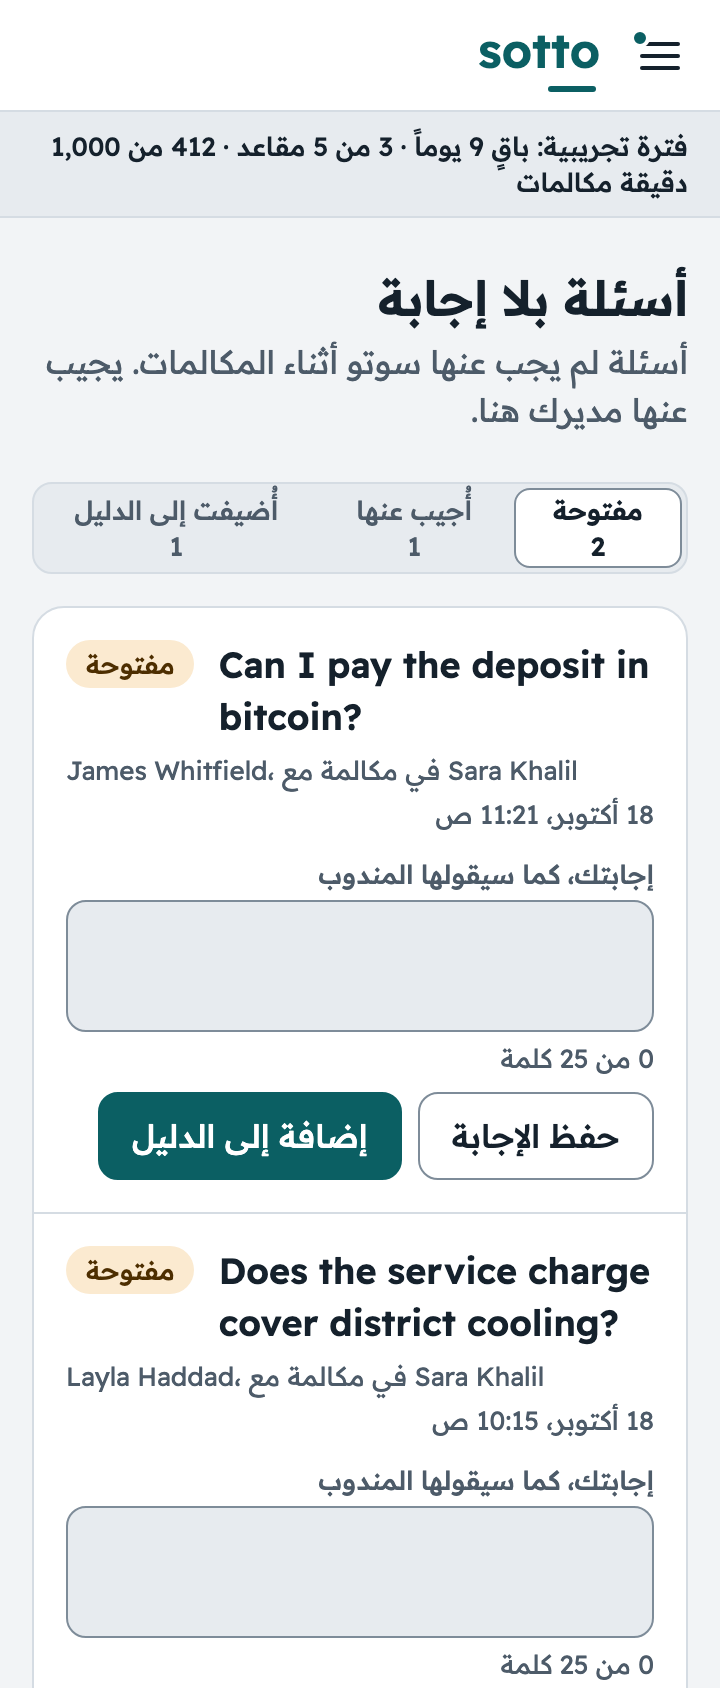 sotto
فترة تجريبية: باقٍ 9 يوماً · 3 من 5 مقاعد · 412 من 1,000
دقيقة مكالمات
أسئلة بلا إجابة
أسئلة لم يجب عنها سوتو أثناء المكالمات. يجيب
عنها مديرك هنا.
مفتوحة
2
أُجيب عنها
1
أُضيفت إلى الدليل
1
Can I pay the deposit in
bitcoin?
مفتوحة
James Whitfield، في مكالمة مع Sara Khalil
18 أكتوبر، 11:21 ص
إجابتك، كما سيقولها المندوب
0 من 25 كلمة
حفظ الإجابة
إضافة إلى الدليل
Does the service charge
cover district cooling?
مفتوحة
Layla Haddad، في مكالمة مع Sara Khalil
18 أكتوبر، 10:15 ص
إجابتك، كما سيقولها المندوب
0 من 25 كلمة